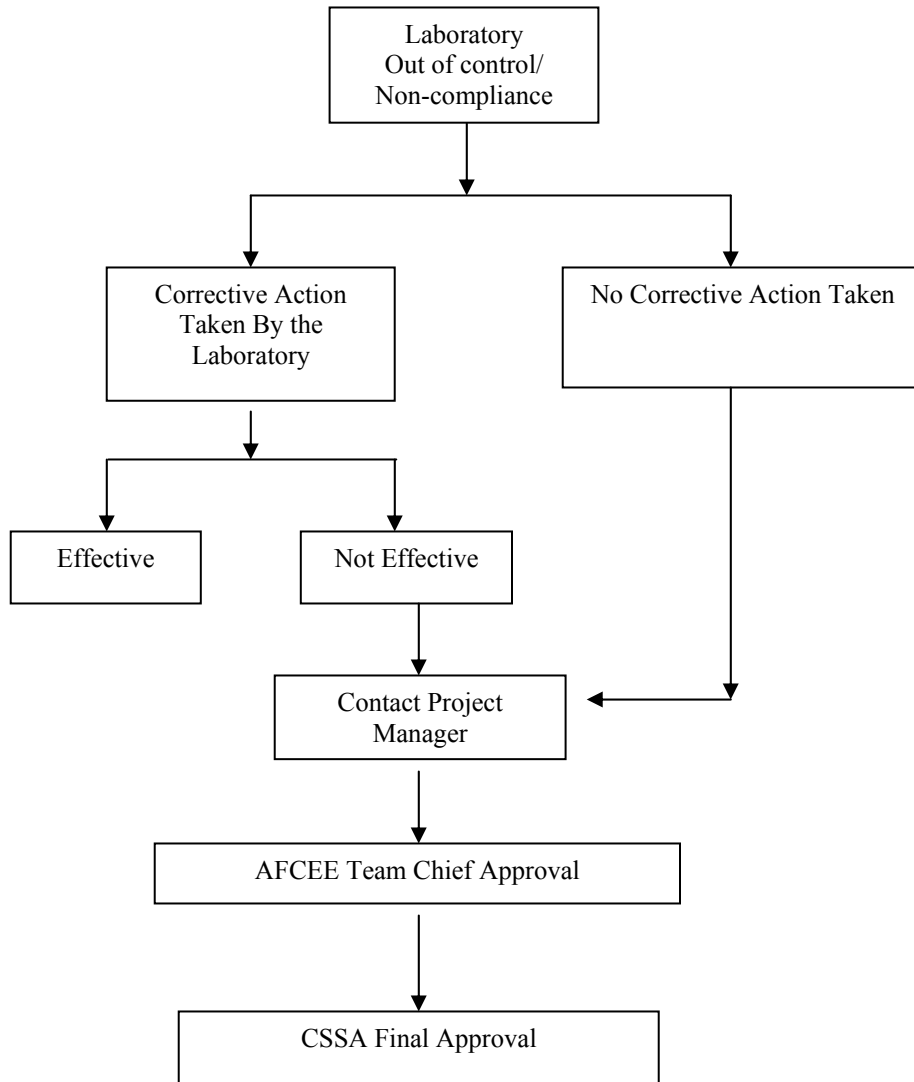 Laboratory
Out of control/
Non-compliance
Corrective Action
Taken By the
Laboratory
No Corrective Action Taken
Effective
Not Effective
Contact Project
Manager
AFCEE Team Chief Approval
CSSA Final Approval